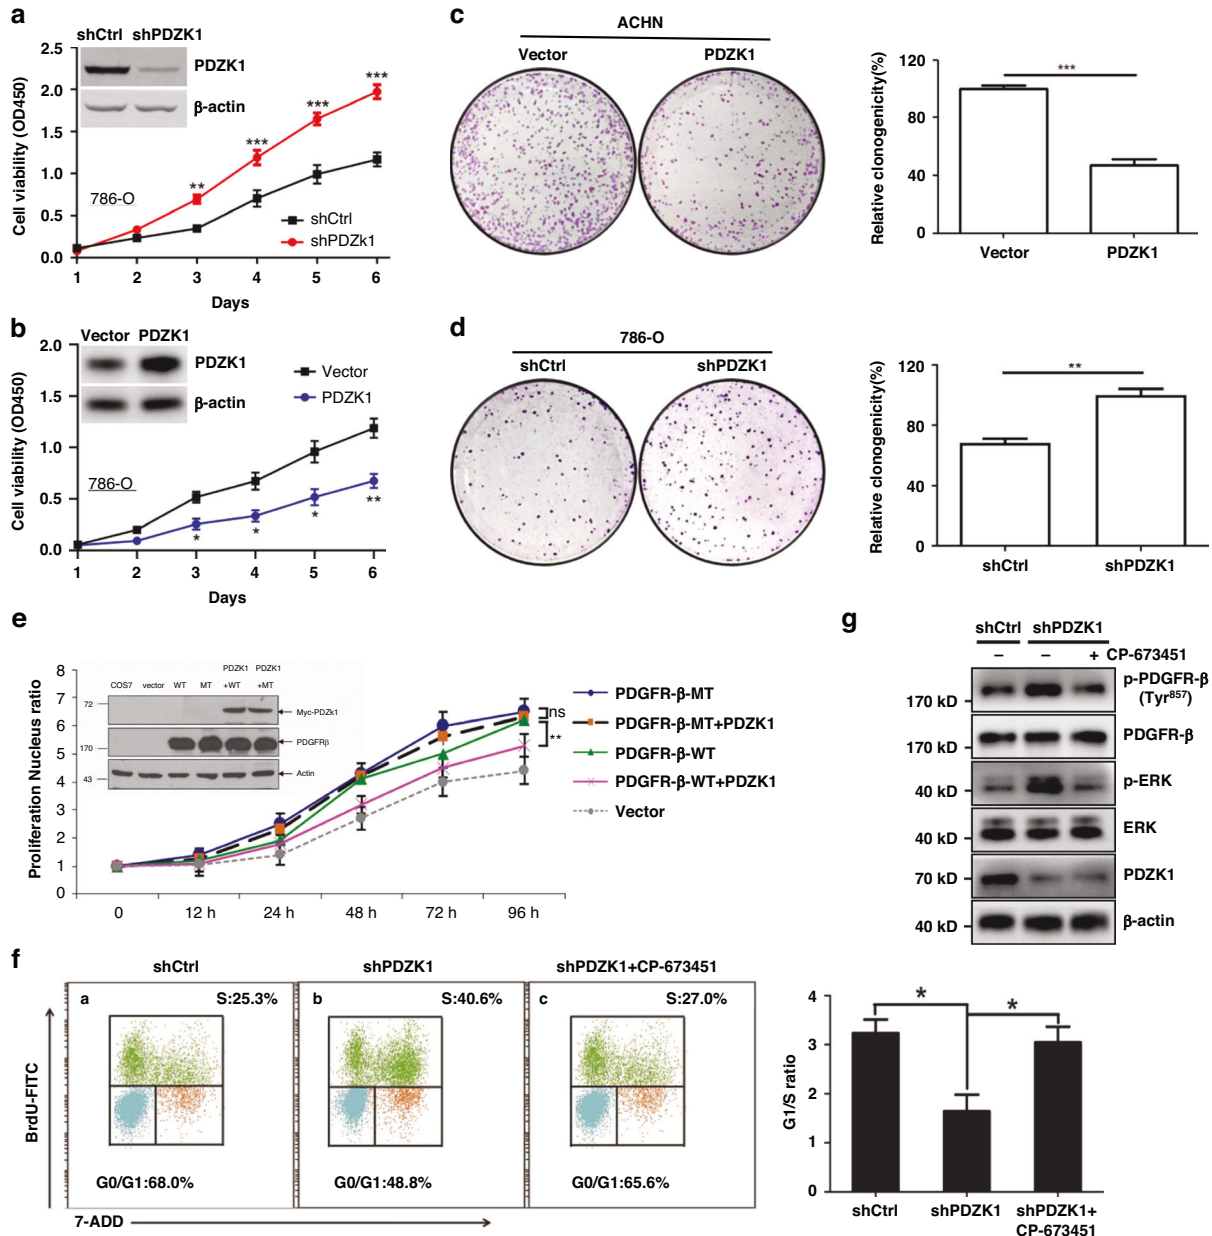 a
shCtrl shPDZK1
PDZK1
β-actin
2.5
2.0
1.5
1.0
0.5
0.0
Cell viability (OD450)
***
***
***
**
786-O
shCtrl
shPDZk1
1 2 3 4 5 6
Days
b
Vector PDZK1
PDZK1
β-actin
2.0
1.5
1.0
0.5
0.0
Cell viability (OD450)
Vector
PDZK1
786-O
* * * **
1 2 3 4 5 6
Days
c
ACHN
Vector PDZK1
Relative clonogenicity(%)
120
80
40
0
***
Vector PDZK1
d
786-O
shCtrl shPDZK1
Relative clonogenicity(%)
120
80
40
0
**
shCtrl shPDZK1
e
Proliferation Nucleus ratio
8
7
6
5
4
3
2
1
0
COS7 vector WT MT PDZK1 +WT PDZK1 +MT
72
Myc-PDZk1
170
PDGFRβ
43
Actin
ns
**
PDGFR-β-MT
PDGFR-β-MT+PDZK1
PDGFR-β-WT
PDGFR-β-WT+PDZK1
Vector
0 12 h 24 h 48 h 72 h 96 h
g
shCtrl shPDZK1
– – + CP-673451
170 kD p-PDGFR-β (Tyr857)
170 kD PDGFR-β
40 kD p-ERK
40 kD ERK
70 kD PDZK1
40 kD β-actin
f
shCtrl shPDZK1 shPDZK1+CP-673451
a S:25.3%
b S:40.6%
c S:27.0%
BrdU-FITC
G0/G1:68.0%
G0/G1:48.8%
G0/G1:65.6%
7-ADD
G1/S ratio
4
3
2
1
0
* *
shCtrl shPDZK1 shPDZK1+
CP-673451